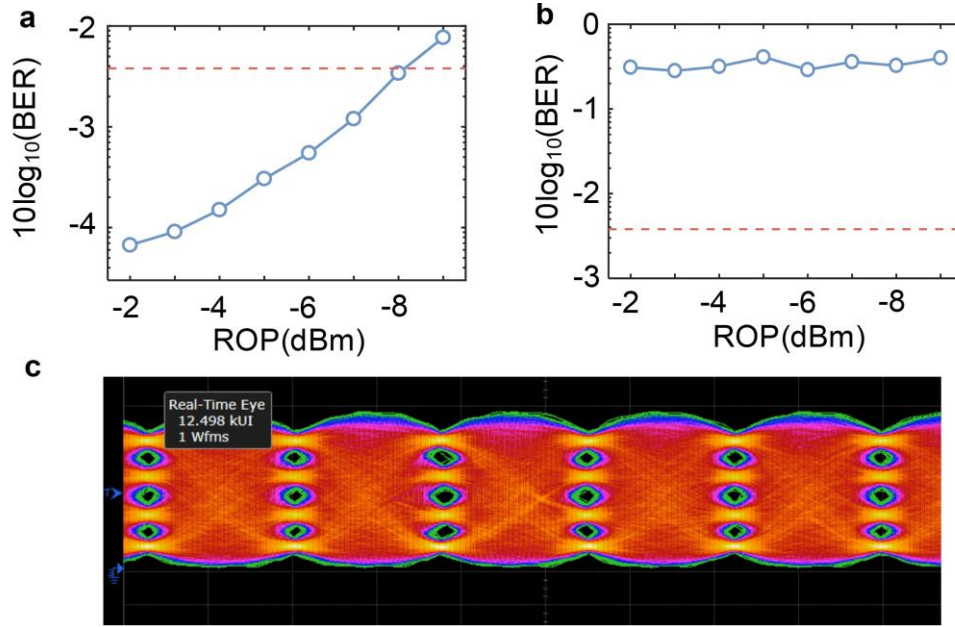 a
-2
-3
-4
10log₁₀(BER)
-2
-4
-6
-8
ROP(dBm)
b
0
-1
-2
-3
10log₁₀(BER)
-2
-4
-6
-8
ROP(dBm)
c
Real-Time Eye
12.498 kUI
1 Wfms
T